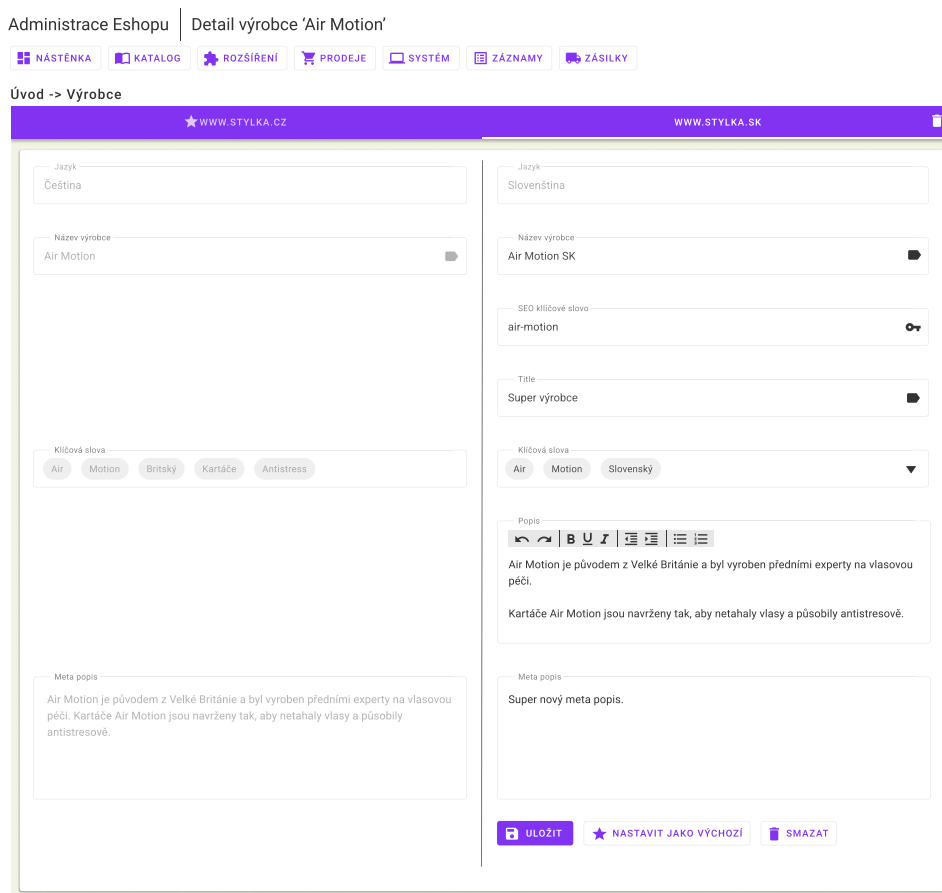 Administrace Eshopu
Detail výrobce ‘Air Motion’
NÁSTĚNKA
KATALOG
ROZŠÍŘENÍ
PRODEJE
SYSTÉM
ZÁZNAMY
ZÁSILKY
Úvod -> Výrobce
WWW.STYLKA.CZ
WWW.STYLKA.SK
Jazyk
Čeština
Název výrobce
Air Motion
Klíčová slova
Air
Motion
Britský
Kartáče
Antistress
Meta popis
Air Motion je původem z Velké Británie a byl vyroben předními experty na vlasovou
péči. Kartáče Air Motion jsou navrženy tak, aby netahaly vlasy a působily
antistresově.
Jazyk
Slovenština
Název výrobce
Air Motion SK
SEO kllíčové slovo
air-motion
Title
Super výrobce
Klíčová slova
Air
Motion
Slovenský
Popis
B U I
Air Motion je původem z Velké Británie a byl vyroben předními experty na vlasovou
péči.
Kartáče Air Motion jsou navrženy tak, aby netahaly vlasy a působily antistresově.
Meta popis
Super nový meta popis.
ULOŽIT
NASTAVIT JAKO VÝCHOZÍ
SMAZAT